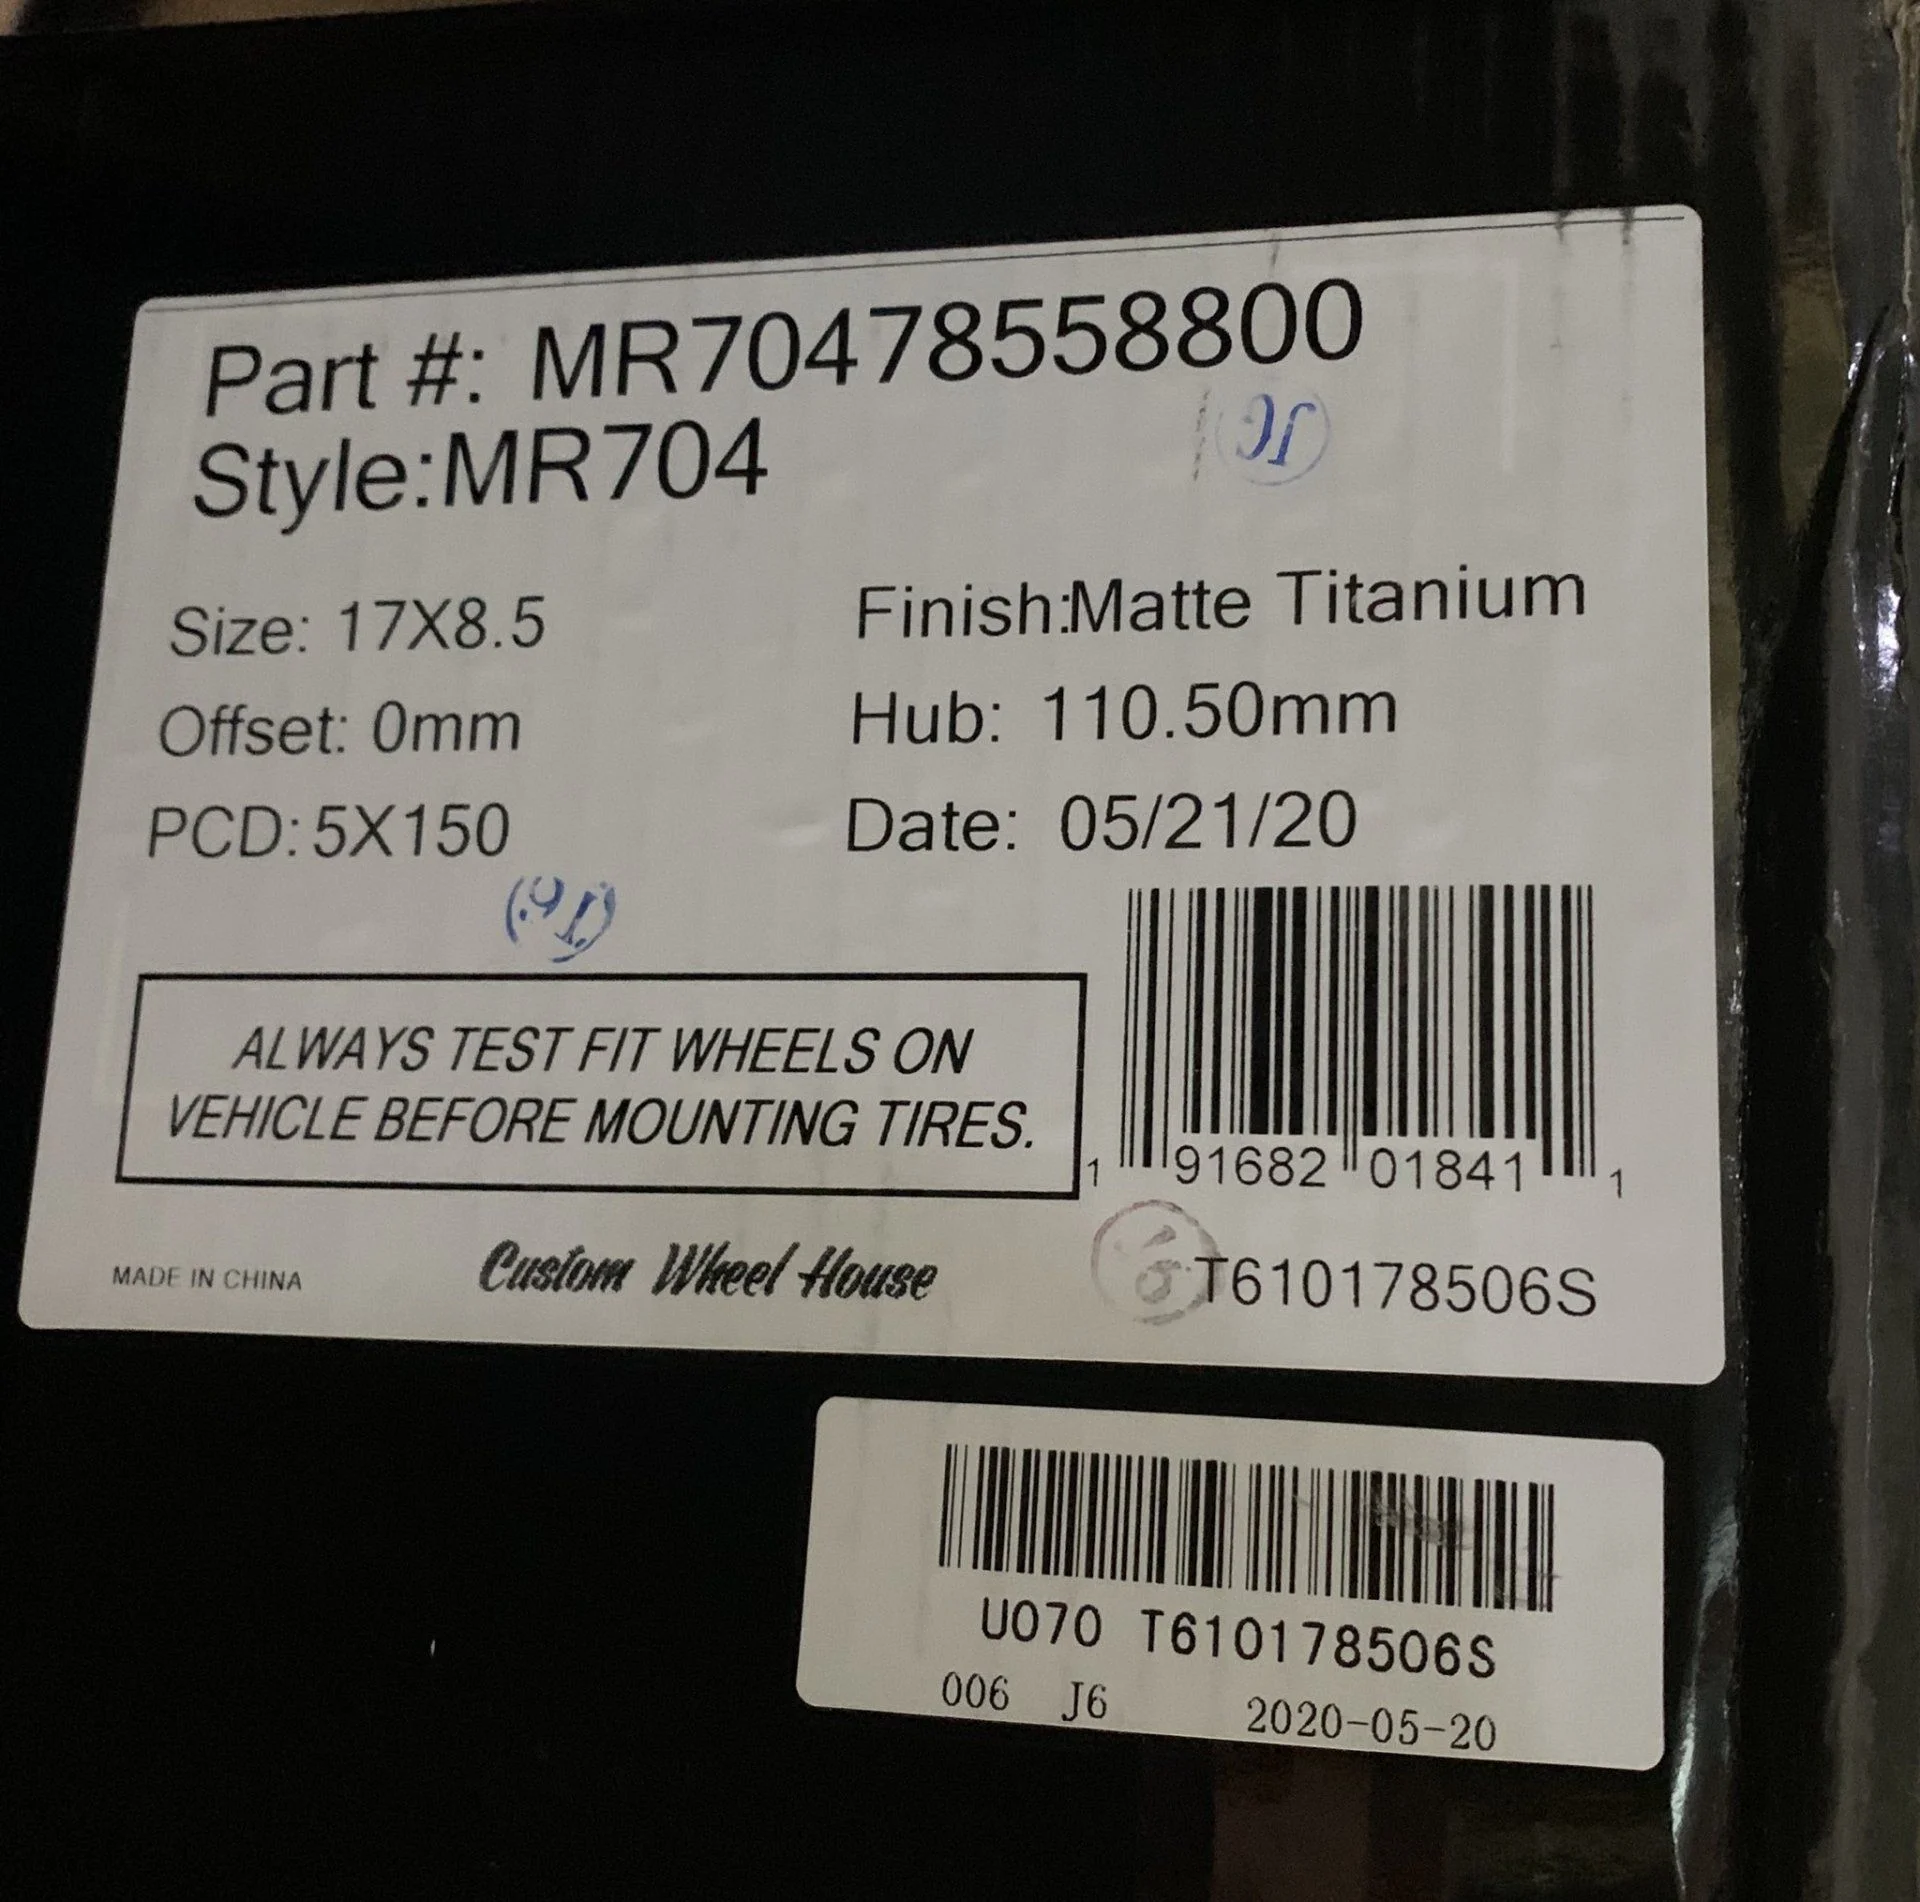 Part #: MR70478558800
Style:MR704
Size: 17X8.5
Finish:Matte Titanium
Offset: 0mm
Hub: 110.50mm
PCD:5X150
Date: 05/21/20
ALWAYS TEST FIT WHEELS ON
VEHICLE BEFORE MOUNTING TIRES.
1 91682 01841 1
MADE IN CHINA
Custom Wheel House
T610178506S
U070 T610178506S
006 J6 2020-05-20